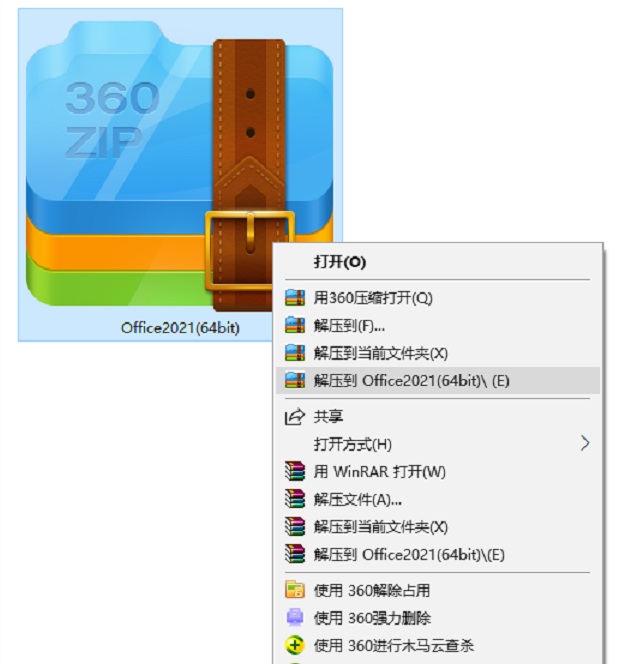 360
ZIP
Office2021(64bit)
打开(O)
用360压缩打开(Q)
解压到(F)...
解压到当前文件夹(X)
解压到 Office2021(64bit)\ (E)
共享
打开方式(H)
用 WinRAR 打开(W)
解压文件(A)...
解压到当前文件夹(X)
解压到 Office2021(64bit)\(E)
使用 360解除占用
使用 360强力删除
使用 360进行木马云查杀